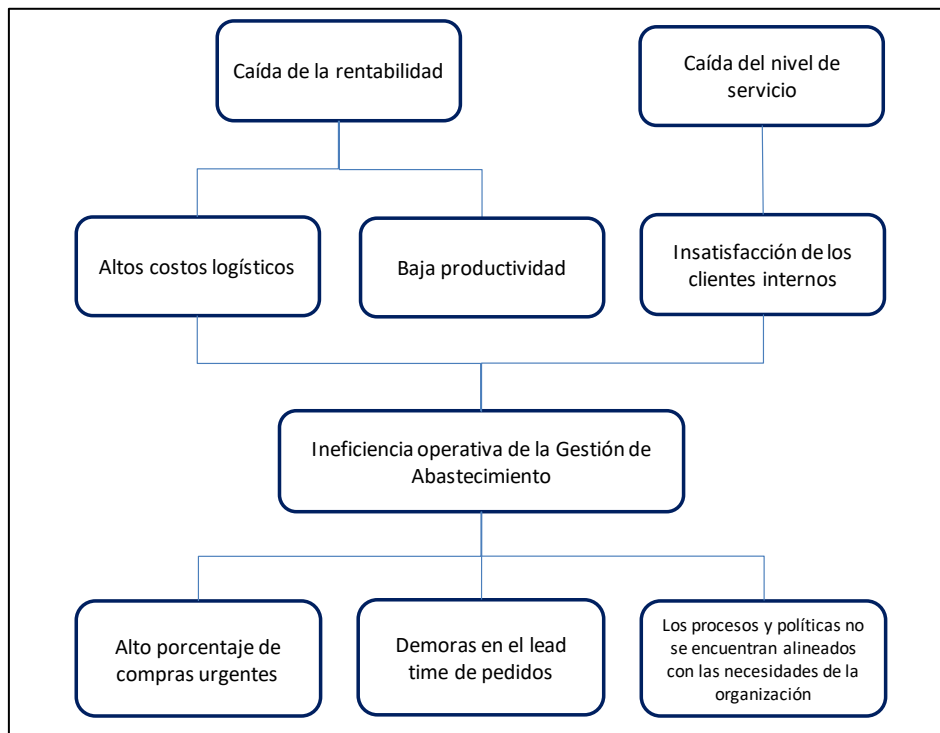 Caída de la rentabilidad
Caída del nivel de
servicio
Altos costos logísticos
Baja productividad
Insatisfacción de los
clientes internos
Ineficiencia operativa de la Gestión de
Abastecimiento
Alto porcentaje de
compras urgentes
Demoras en el lead
time de pedidos
Los procesos y políticas no
se encuentran alineados
con las necesidades de la
organización